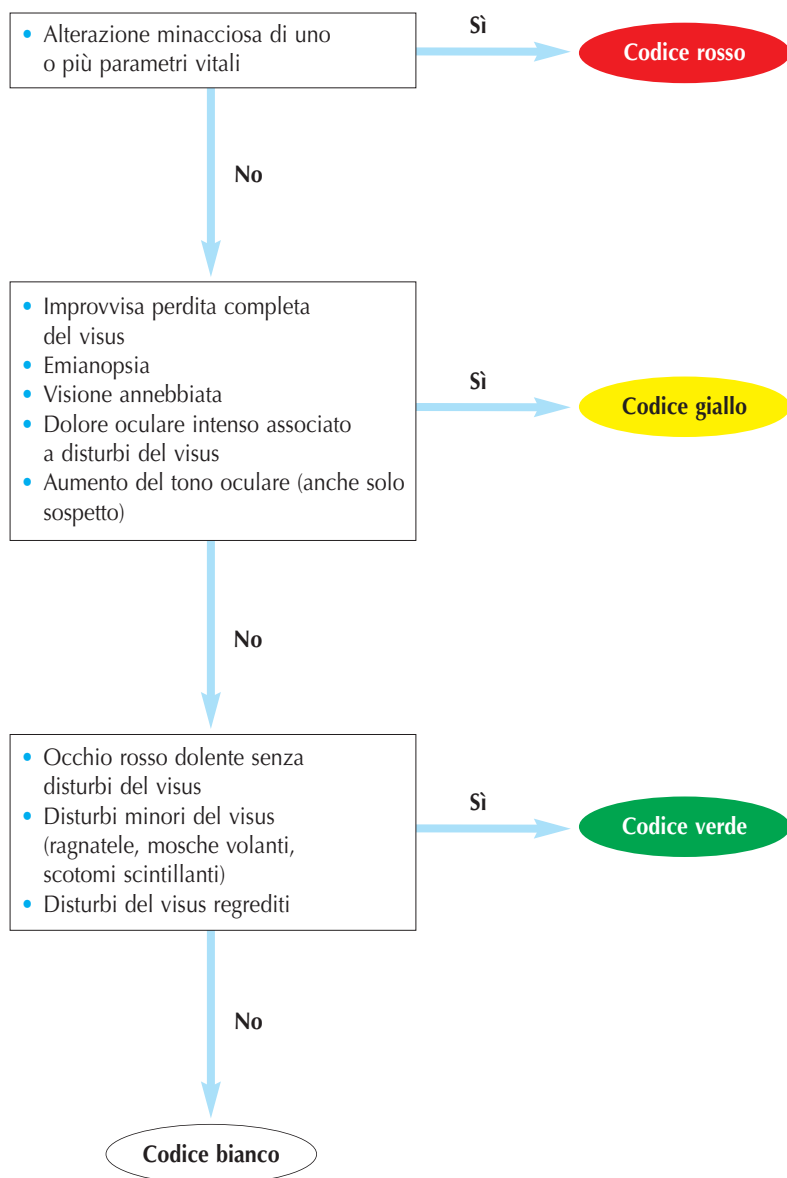 • Alterazione minacciosa di uno
o più parametri vitali
Sì
Codice rosso
No
• Improvvisa perdita completa
del visus
• Emianopsia
• Visione annebbiata
• Dolore oculare intenso associato
a disturbi del visus
• Aumento del tono oculare (anche solo
sospetto)
Sì
Codice giallo
No
• Occhio rosso dolente senza
disturbi del visus
• Disturbi minori del visus
(ragnatele, mosche volanti,
scotomi scintillanti)
• Disturbi del visus regrediti
Sì
Codice verde
No
Codice bianco